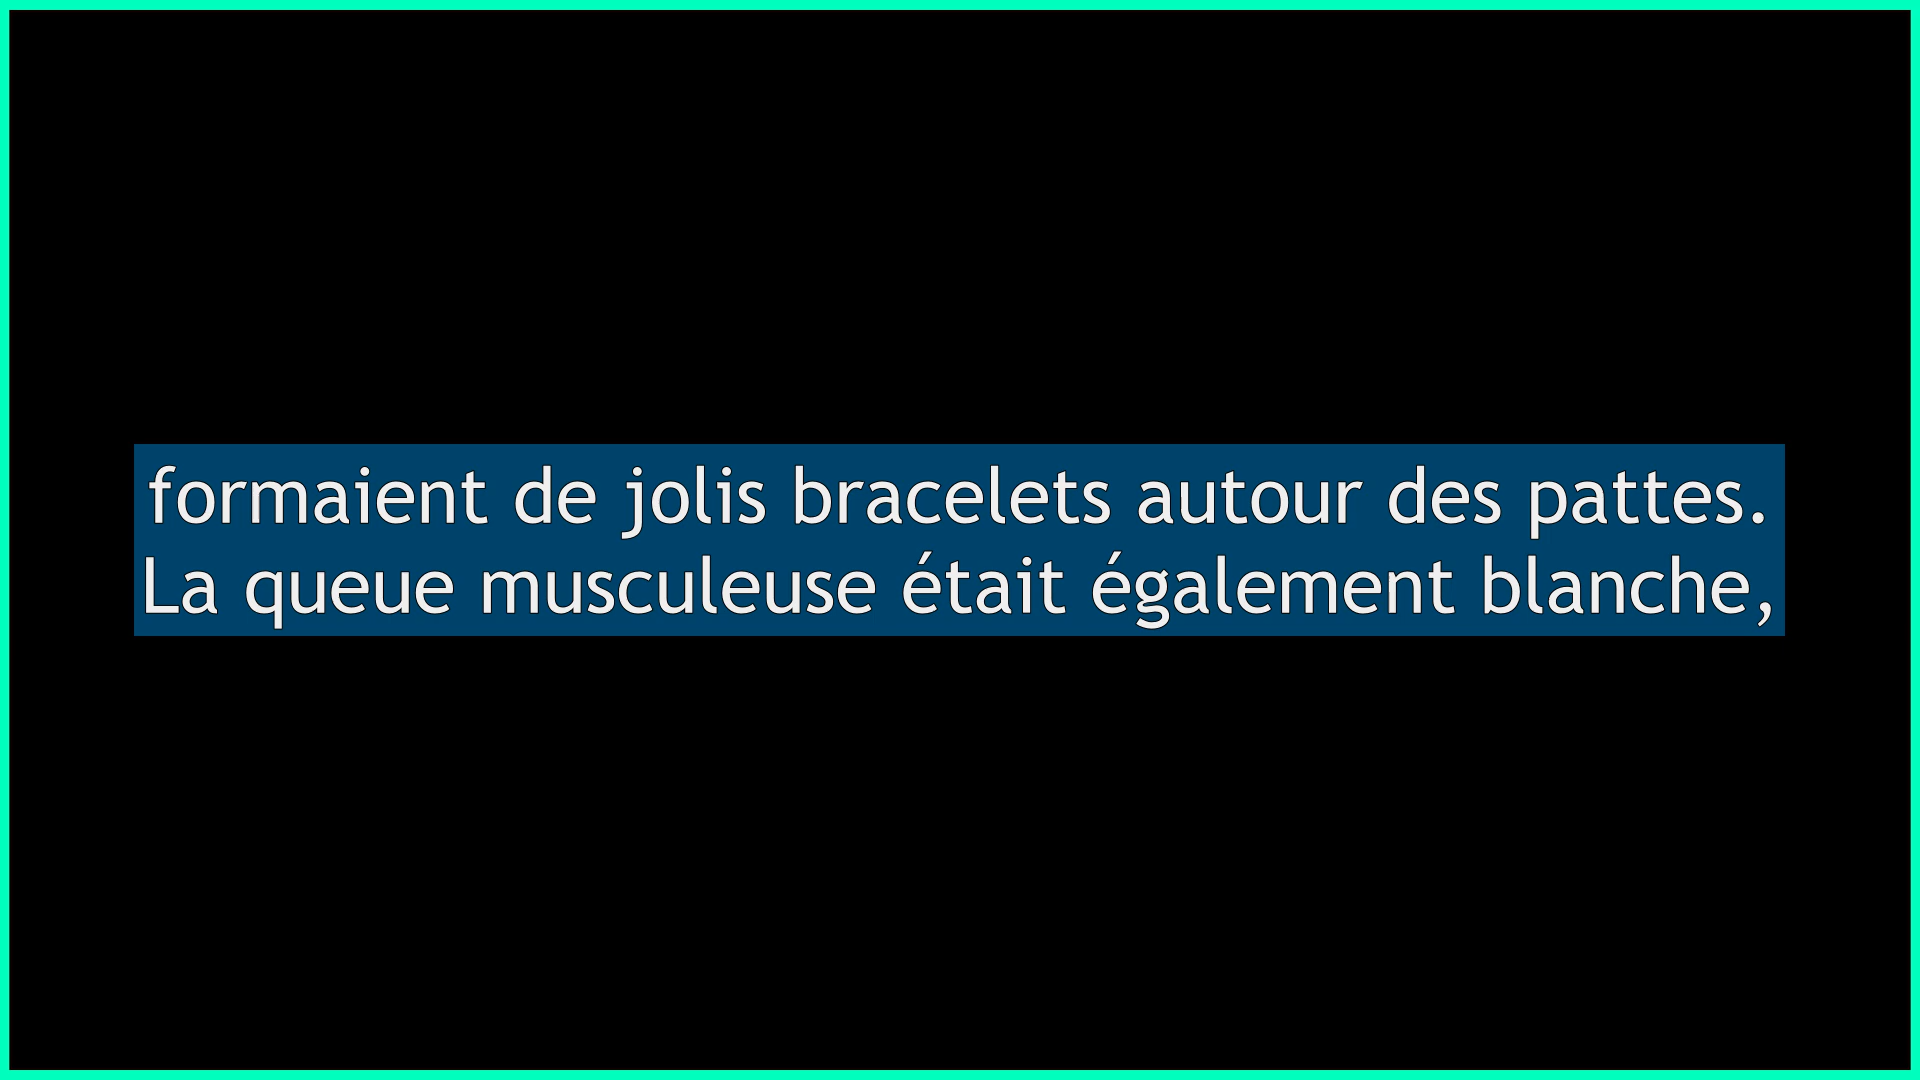 formaient de jolis bracelets autour des pattes.
La queue musculeuse était également blanche,